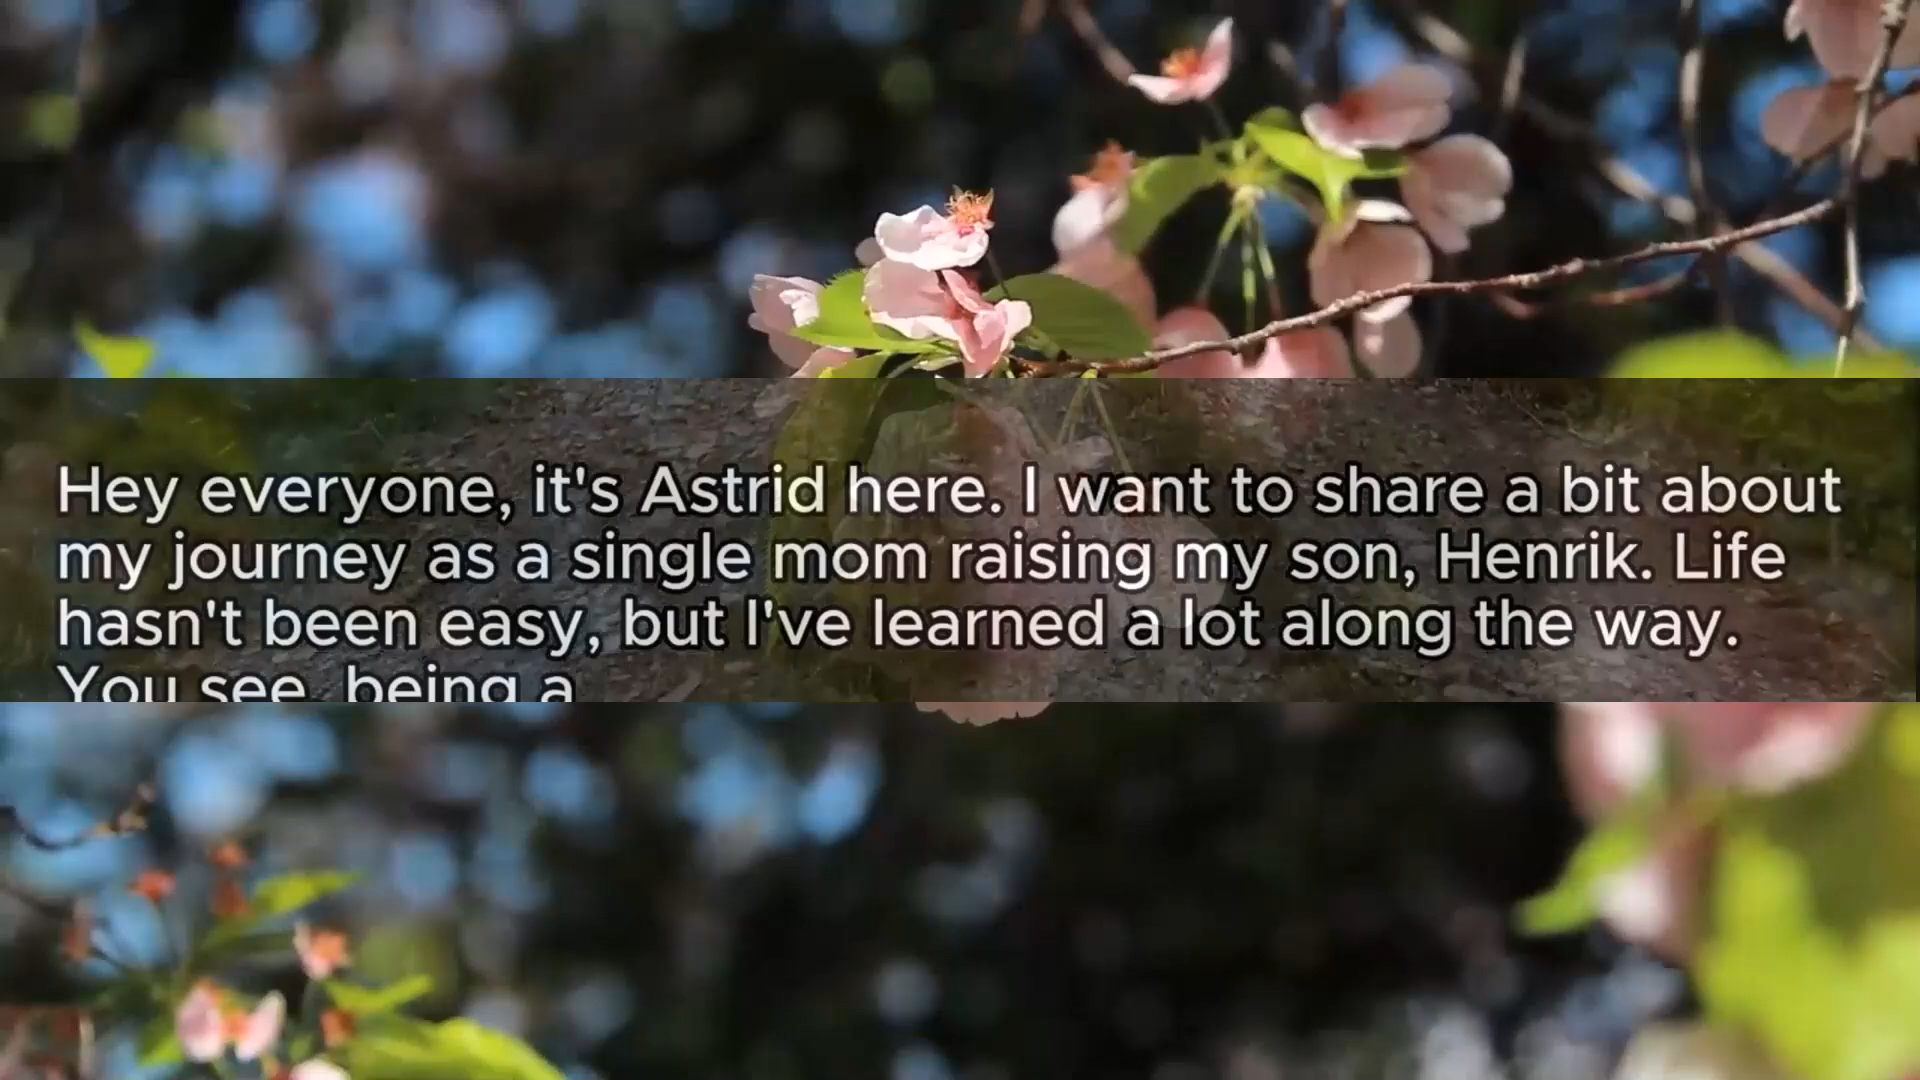 Hey everyone, it's Astrid here. I want to share a bit about
my journey as a single mom raising my son, Henrik. Life
hasn't been easy, but I've learned a lot along the way.
You see, being a